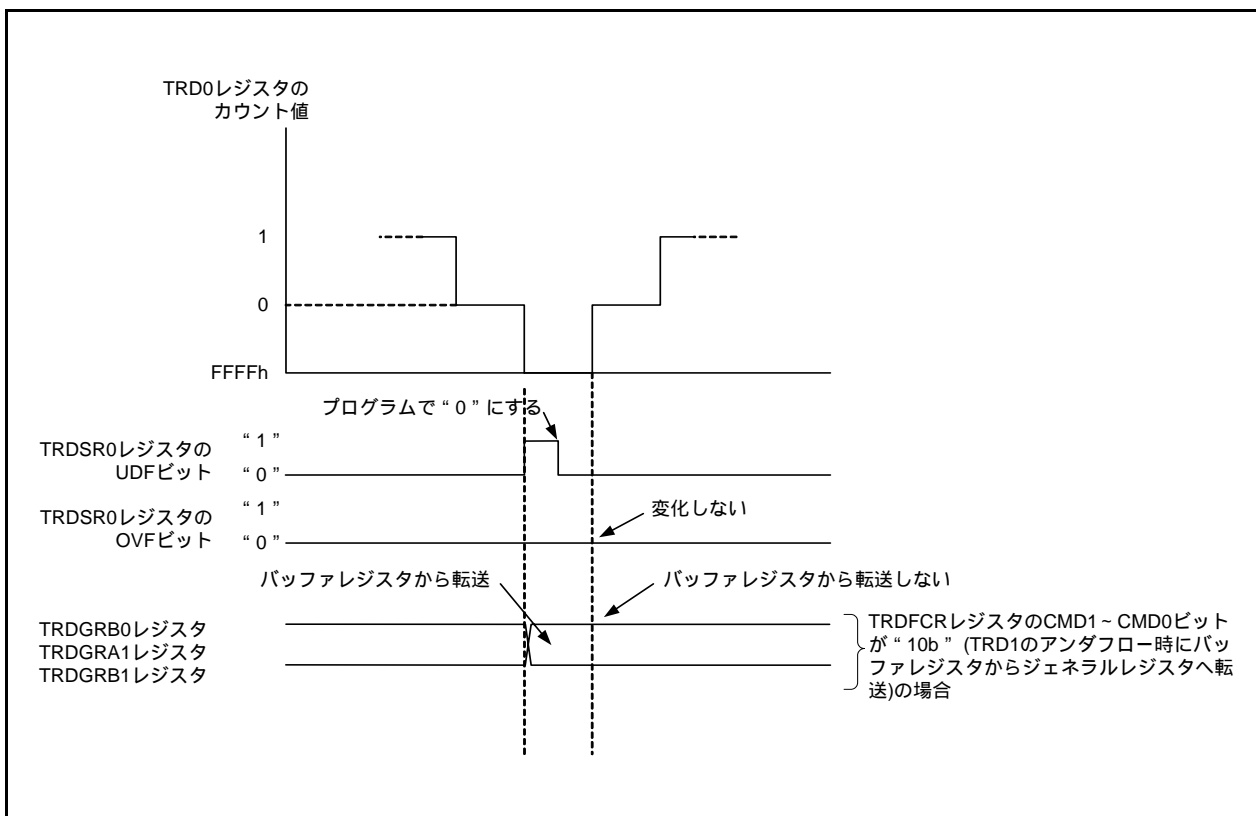 TRD0レジスタの
カウント値
1
0
FFFFh
プログラムで“0”にする
TRDSR0レジスタの
UDFビット
“1”
“0”
TRDSR0レジスタの
OVFビット
“1”
“0”
変化しない
バッファレジスタから転送
バッファレジスタから転送しない
TRDGRB0レジスタ
TRDGRA1レジスタ
TRDGRB1レジスタ
TRDFCRレジスタのCMD1~CMD0ビット
が“10b”(TRD1のアンダフロー時にバッ
ファレジスタからジェネラルレジスタへ転
送)の場合